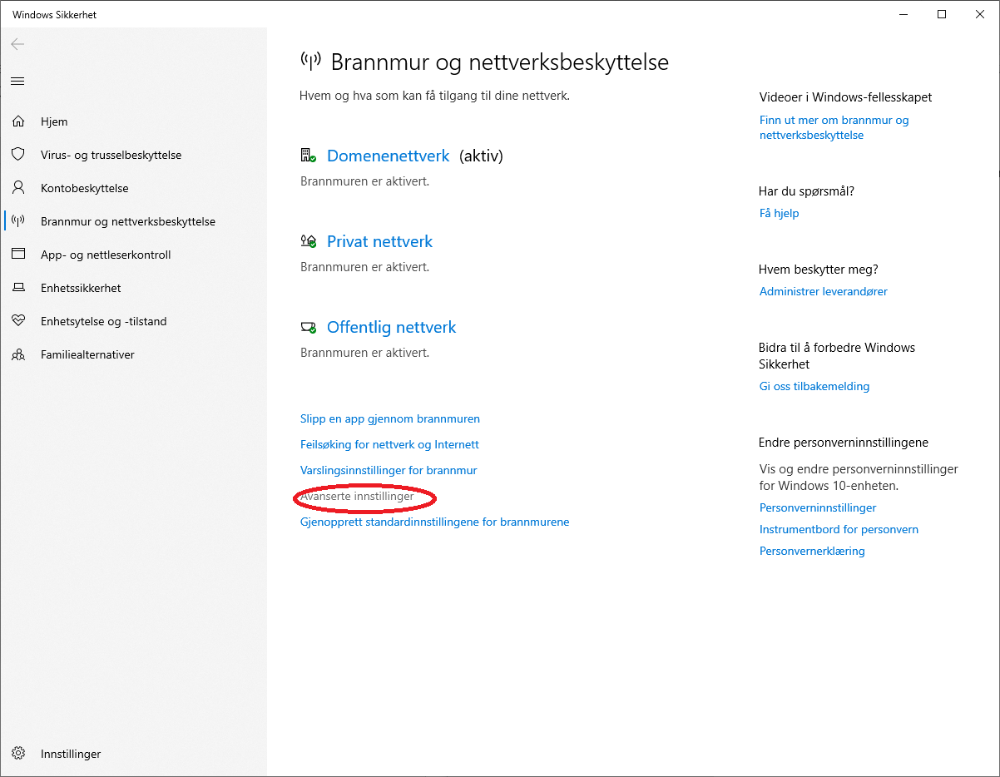 Windows Sikkerhet
Hjem
Virus- og trusselbeskyttelse
Kontobeskyttelse
Brannmur og nettverksbeskyttelse
App- og nettleserkontroll
Enhetssikkerhet
Enhetsytelse og -tilstand
Familiealternativer
Innstillinger
Brannmur og nettverksbeskyttelse
Hvem og hva som kan få tilgang til dine nettverk.
Domenenettverk (aktiv)
Brannmuren er aktivert.
Privat nettverk
Brannmuren er aktivert.
Offentlig nettverk
Brannmuren er aktivert.
Slipp en app gjennom brannmuren
Feilsøking for nettverk og Internett
Varslingsinnstillinger for brannmur
Avanserte innstillinger
Gjenopprett standardinnstillingene for brannmurene
Videoer i Windows-fellesskapet
Finn ut mer om brannmur og
nettverksbeskyttelse
Har du spørsmål?
Få hjelp
Hvem beskytter meg?
Administrer leverandører
Bidra til å forbedre Windows
Sikkerhet
Gi oss tilbakemelding
Endre personverninnstillingene
Vis og endre personverninnstillinger
for Windows 10-enheten.
Personverninnstillinger
Instrumentbord for personvern
Personvernerklæring